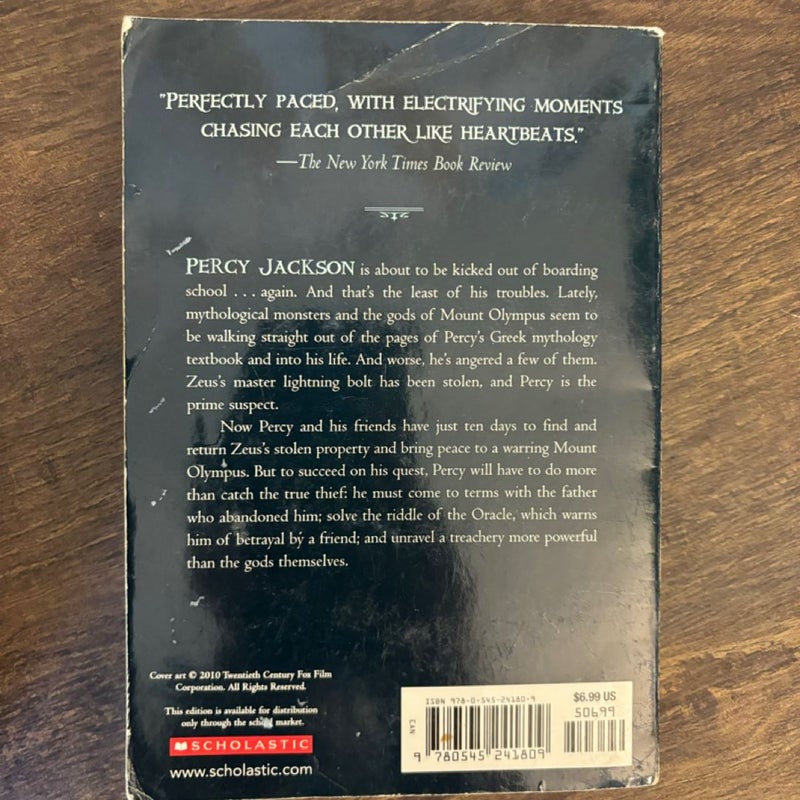 "PERFECTLY PACED, WITH ELECTRIFYING MOMENTS
CHASING EACH OTHER LIKE HEARTBEATS."
—The New York Times Book Review
PERCY JACKSON is about to be kicked out of boarding
school . . . again. And that's the least of his troubles. Lately,
mythological monsters and the gods of Mount Olympus seem to
be walking straight out of the pages of Percy's Greek mythology
textbook and into his life. And worse, he's angered a few of them.
Zeus's master lightning bolt has been stolen, and Percy is the
prime suspect.
Now Percy and his friends have just ten days to find and
return Zeus's stolen property and bring peace to a warring Mount
Olympus. But to succeed on his quest, Percy will have to do more
than catch the true thief: he must come to terms with the father
who abandoned him; solve the riddle of the Oracle, which warns
him of betrayal by a friend; and unravel a treachery more powerful
than the gods themselves.
Cover art © 2010 Twentieth Century Fox Film
Corporation. All Rights Reserved.
This edition is available for distribution
only through the school market.
SCHOLASTIC
www.scholastic.com
ISBN 978-0-545-24180-9
$6.99 US
50699
EAN
9 780545 241809